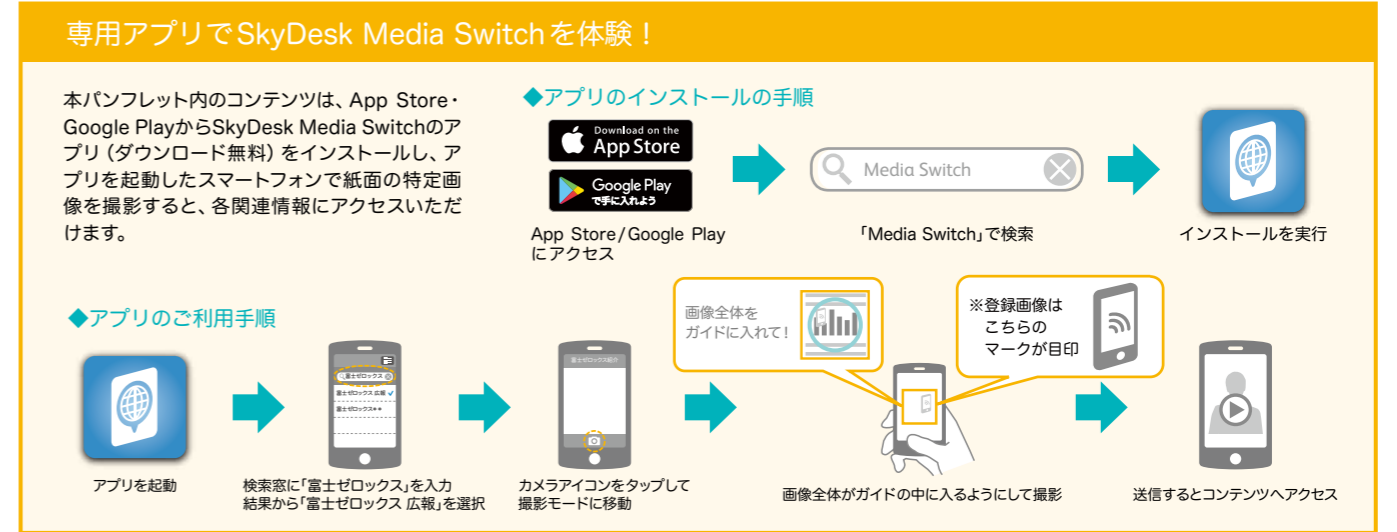 専用アプリでSkyDesk Media Switchを体験！
本パンフレット内のコンテンツは、App Store・
Google PlayからSkyDesk Media Switchのア
プリ（ダウンロード無料）をインストールし、ア
プリを起動したスマートフォンで紙面の特定画
像を撮影すると、各関連情報にアクセスいただ
けます。
◆アプリのインストールの手順
Download on the
App Store
Google Play
で手に入れよう
App Store/Google Play
にアクセス
Media Switch
「Media Switch」で検索
インストールを実行
◆アプリのご利用手順
アプリを起動
富士ゼロックス
富士ゼロックス 広報
富士ゼロックス**
検索窓に「富士ゼロックス」を入力
結果から「富士ゼロックス 広報」を選択
富士ゼロックス紹介
カメラアイコンをタップして
撮影モードに移動
画像全体を
ガイドに入れて！
※登録画像は
こちらの
マークが目印
画像全体がガイドの中に入るようにして撮影
送信するとコンテンツへアクセス